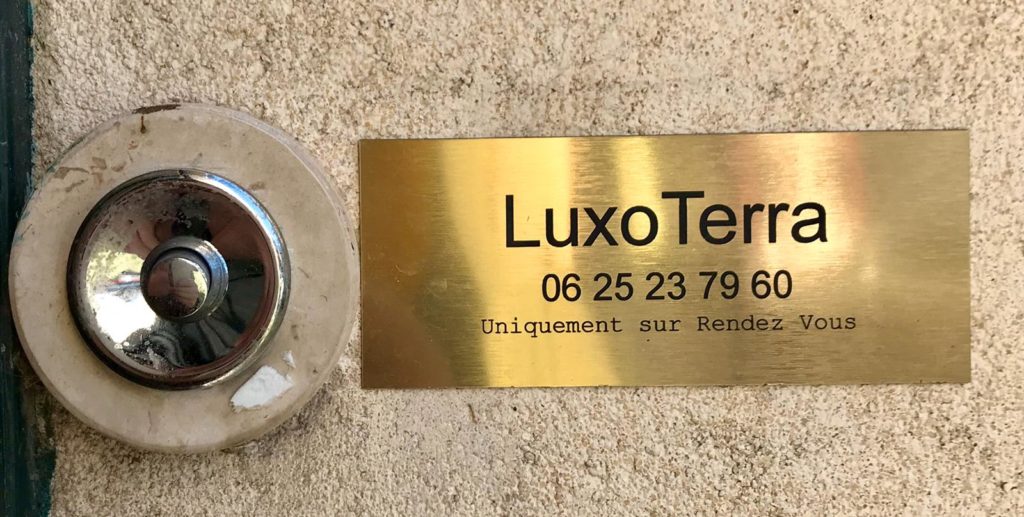 LuxoTerra
06 25 23 79 60
Uniquement sur Rendez Vous